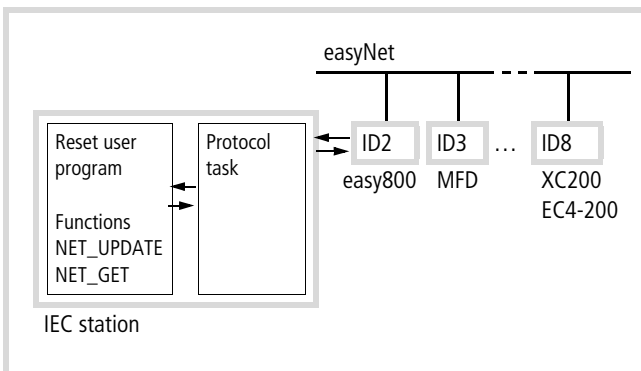 easyNet
Reset user
program
Functions
NET_UPDATE
NET_GET
Protocol
task
ID2
ID3
…
ID8
easy800
MFD
XC200
EC4-200
IEC station